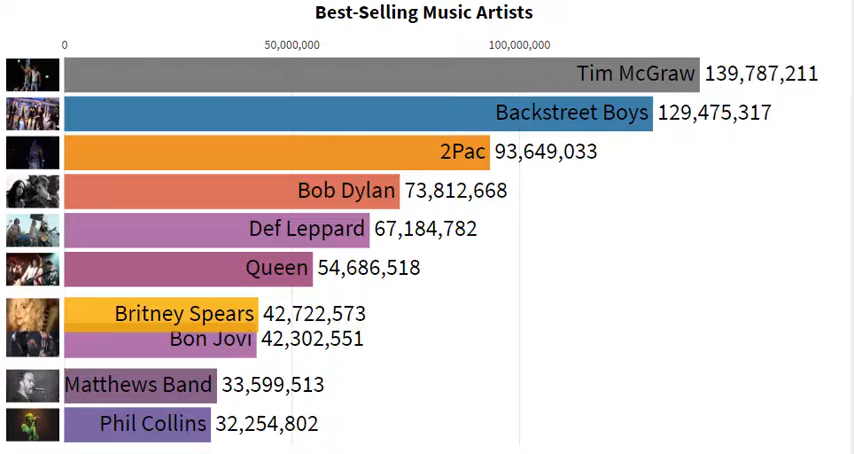 Best-Selling Music Artists
0 50,000,000 100,000,000
Tim McGraw 139,787,211
Backstreet Boys 129,475,317
2Pac 93,649,033
Bob Dylan 73,812,668
Def Leppard 67,184,782
Queen 54,686,518
Britney Spears 42,722,573
Bon Jovi 42,302,551
Matthews Band 33,599,513
Phil Collins 32,254,802